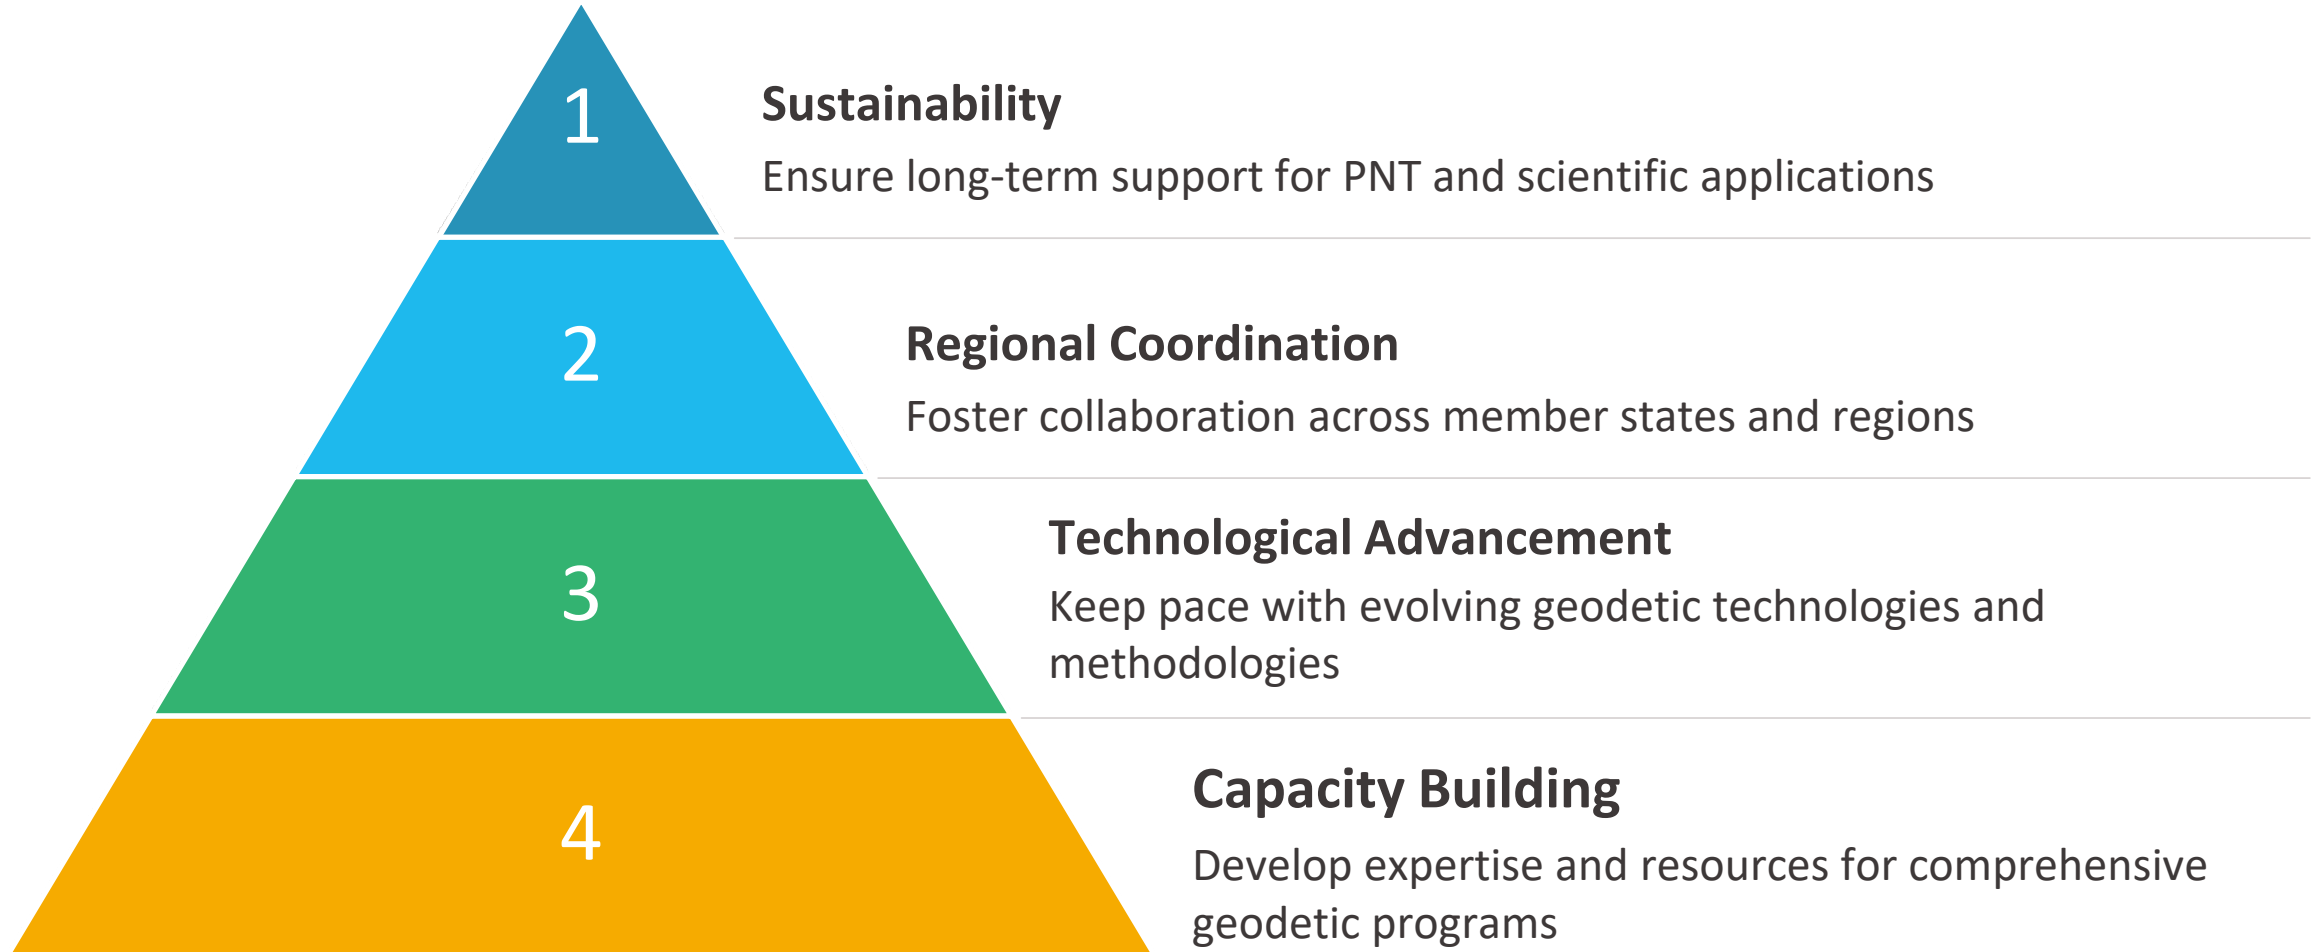 1
Sustainability
Ensure long-term support for PNT and scientific applications
2
Regional Coordination
Foster collaboration across member states and regions
3
Technological Advancement
Keep pace with evolving geodetic technologies and
methodologies
4
Capacity Building
Develop expertise and resources for comprehensive
geodetic programs